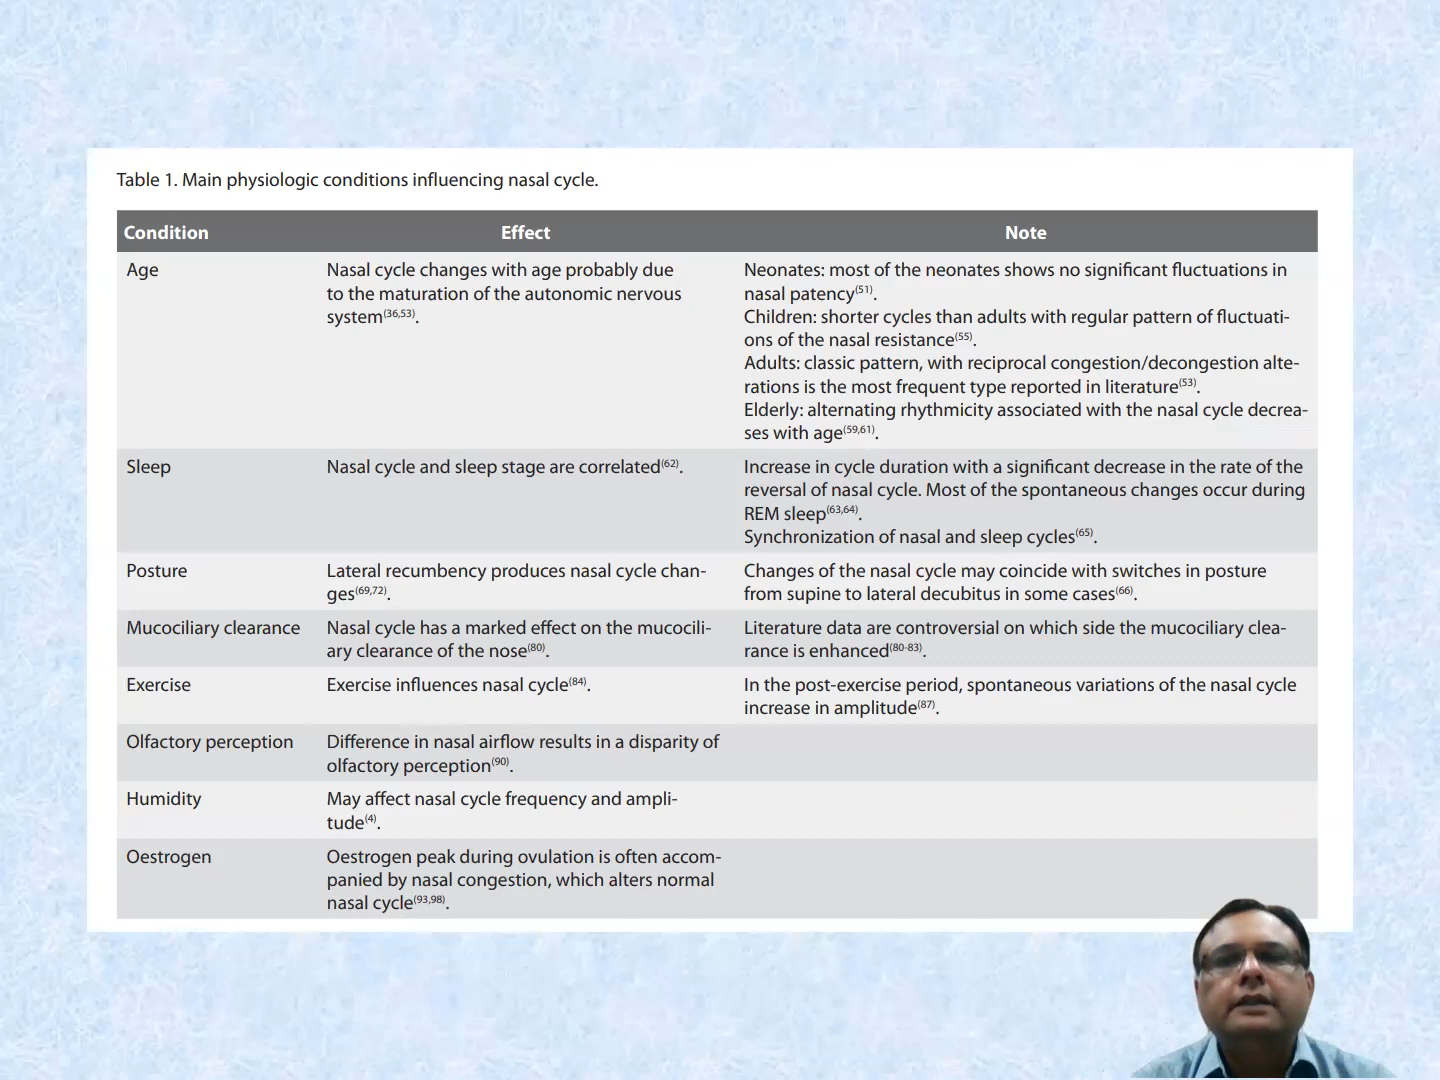 Table 1. Main physiologic conditions influencing nasal cycle.
Condition Effect Note
Age Nasal cycle changes with age probably due Neonates: most of the neonates shows no significant fluctuations in
to the maturation of the autonomic nervous nasal patency(51).
system(36,53). Children: shorter cycles than adults with regular pattern of fluctuati-
ons of the nasal resistance(55).
Adults: classic pattern, with reciprocal congestion/decongestion alte-
rations is the most frequent type reported in literature(53).
Elderly: alternating rhythmicity associated with the nasal cycle decrea-
ses with age(59,61).
Sleep Nasal cycle and sleep stage are correlated(62). Increase in cycle duration with a significant decrease in the rate of the
reversal of nasal cycle. Most of the spontaneous changes occur during
REM sleep(63,64).
Synchronization of nasal and sleep cycles(65).
Posture Lateral recumbency produces nasal cycle chan- Changes of the nasal cycle may coincide with switches in posture
ges(69,72). from supine to lateral decubitus in some cases(66).
Mucociliary clearance Nasal cycle has a marked effect on the mucocili- Literature data are controversial on which side the mucociliary clea-
ary clearance of the nose(80). rance is enhanced(80-83).
Exercise Exercise influences nasal cycle(84). In the post-exercise period, spontaneous variations of the nasal cycle
increase in amplitude(87).
Olfactory perception Difference in nasal airflow results in a disparity of
olfactory perception(90).
Humidity May affect nasal cycle frequency and ampli-
tude(4).
Oestrogen Oestrogen peak during ovulation is often accom-
panied by nasal congestion, which alters normal
nasal cycle(93,98).